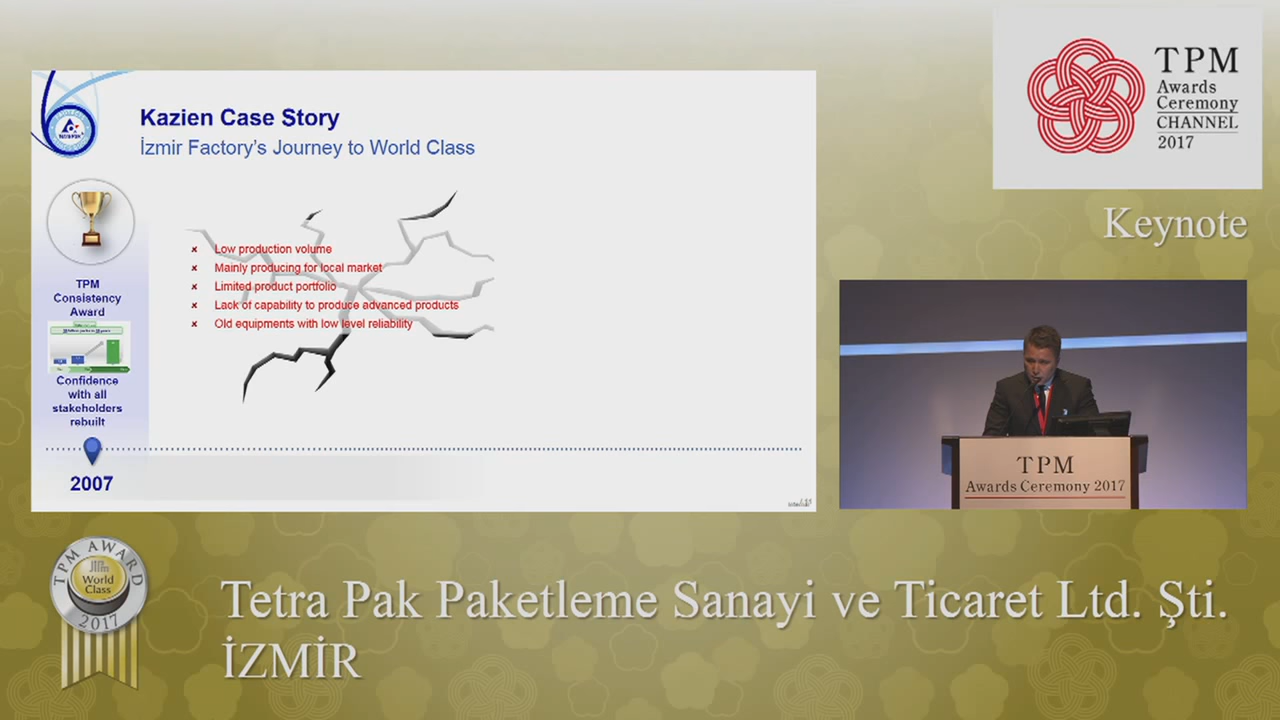 Kazien Case Story
İzmir Factory's Journey to World Class
TPM
Consistency
Award
Confidence
with all
stakeholders
rebuilt
2007
× Low production volume
× Mainly producing for local market
× Limited product portfolio
× Lack of capability to produce advanced products
× Old equipments with low level reliability
TPM
Awards
Ceremony
CHANNEL
2017
Keynote
TPM
Awards Ceremony 2017
TPM AWARD
World
Class
2017
Tetra Pak Paketleme Sanayi ve Ticaret Ltd. Şti.
İZMİR